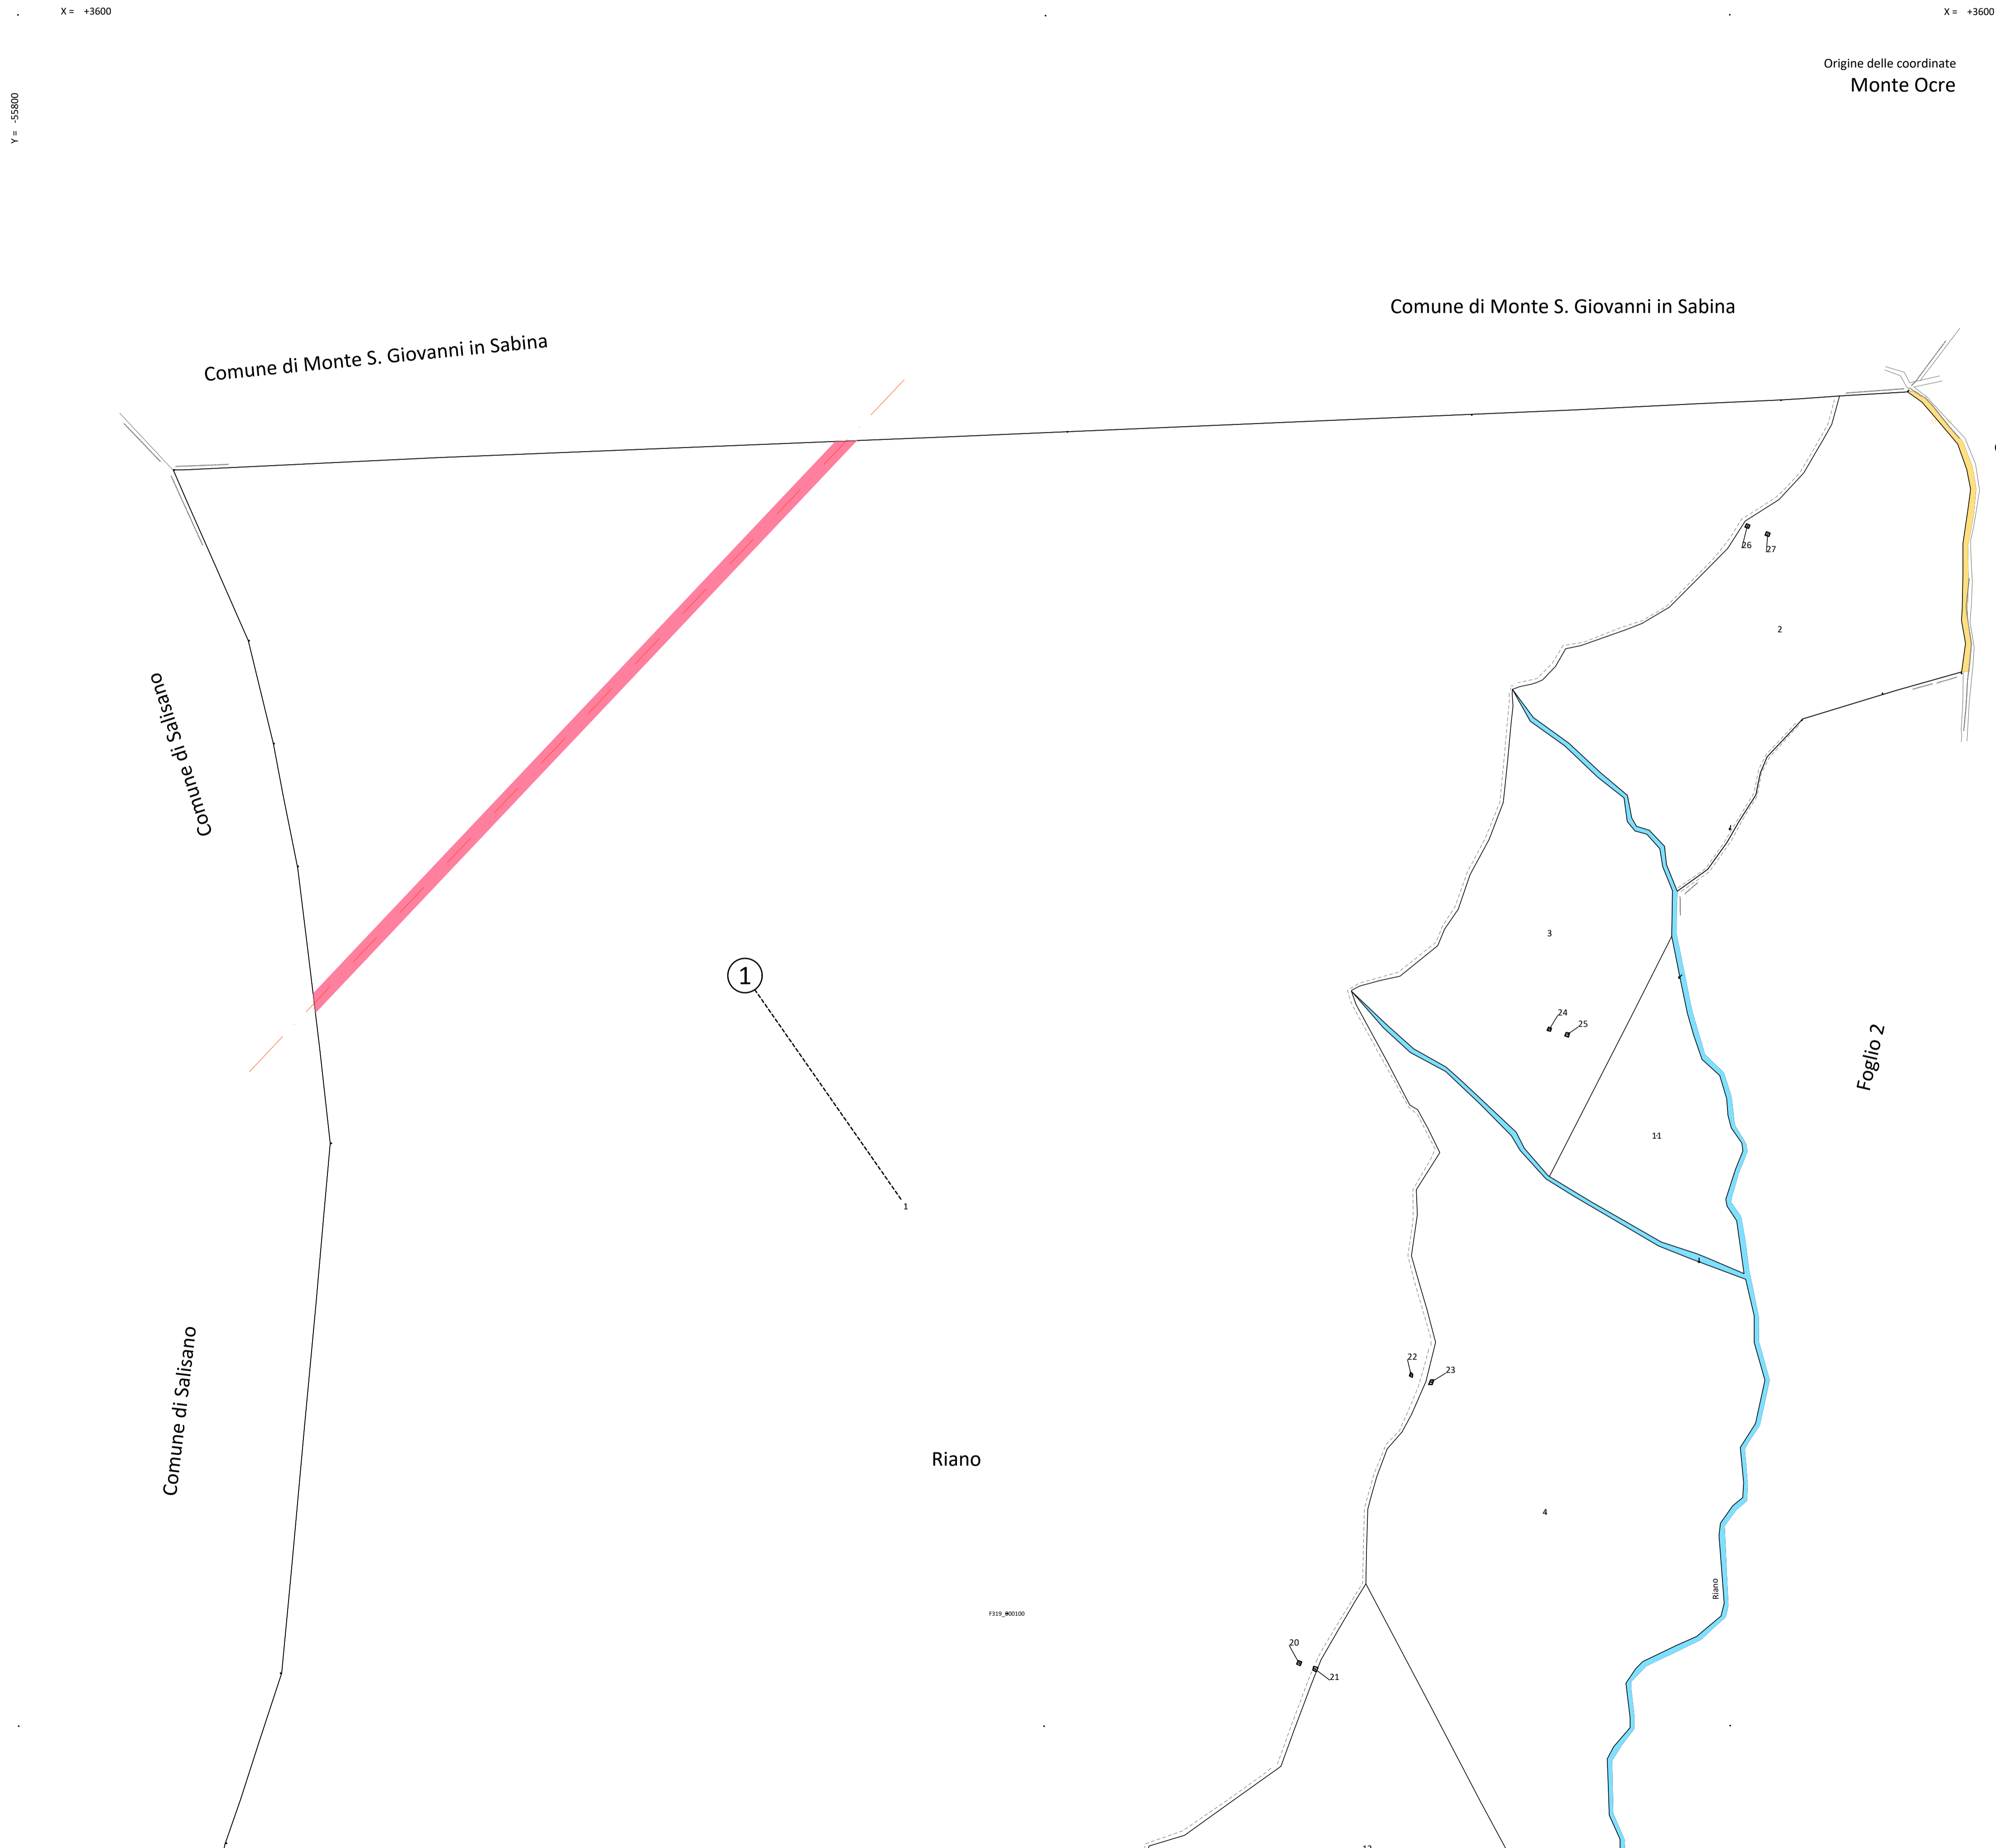 X = +3600
X = +3600
Origine delle coordinate
Monte Ocre
Y = -55800
Comune di Monte S. Giovanni in Sabina
Comune di Monte S. Giovanni in Sabina
26
27
2
Comune di Salisano
3
1
24
25
Foglio 2
11
1
22
23
Comune di Salisano
Riano
4
Riano
F319_000100
20
21